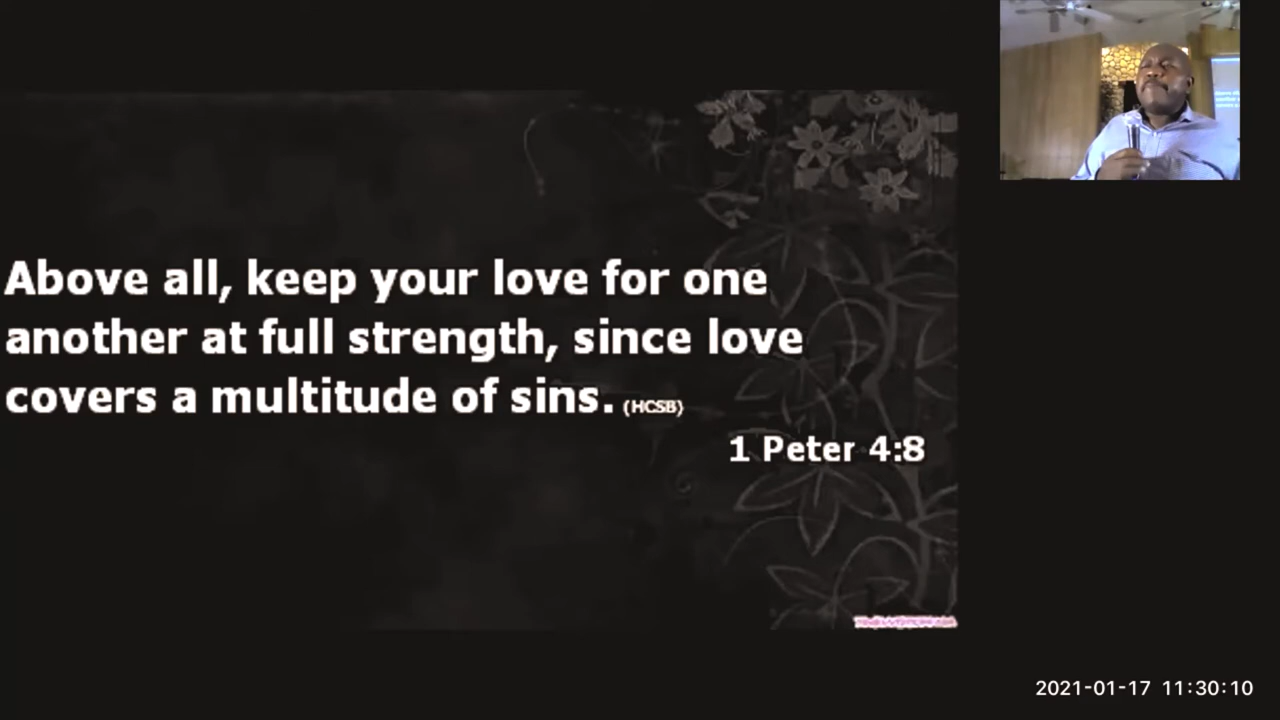 Above all, keep your love for one
another at full strength, since love
covers a multitude of sins. (HCSB)
1 Peter 4:8
2021-01-17 11:30:10